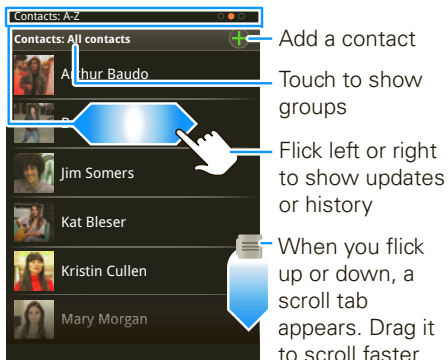 Contacts: A-Z
Contacts: All contacts
Add a contact
Arthur Baudo
Touch to show
groups
B
Flick left or right
to show updates
or history
Jim Somers
Kat Bleser
When you flick
up or down, a
scroll tab
appears. Drag it
to scroll faster
Kristin Cullen
Mary Morgan